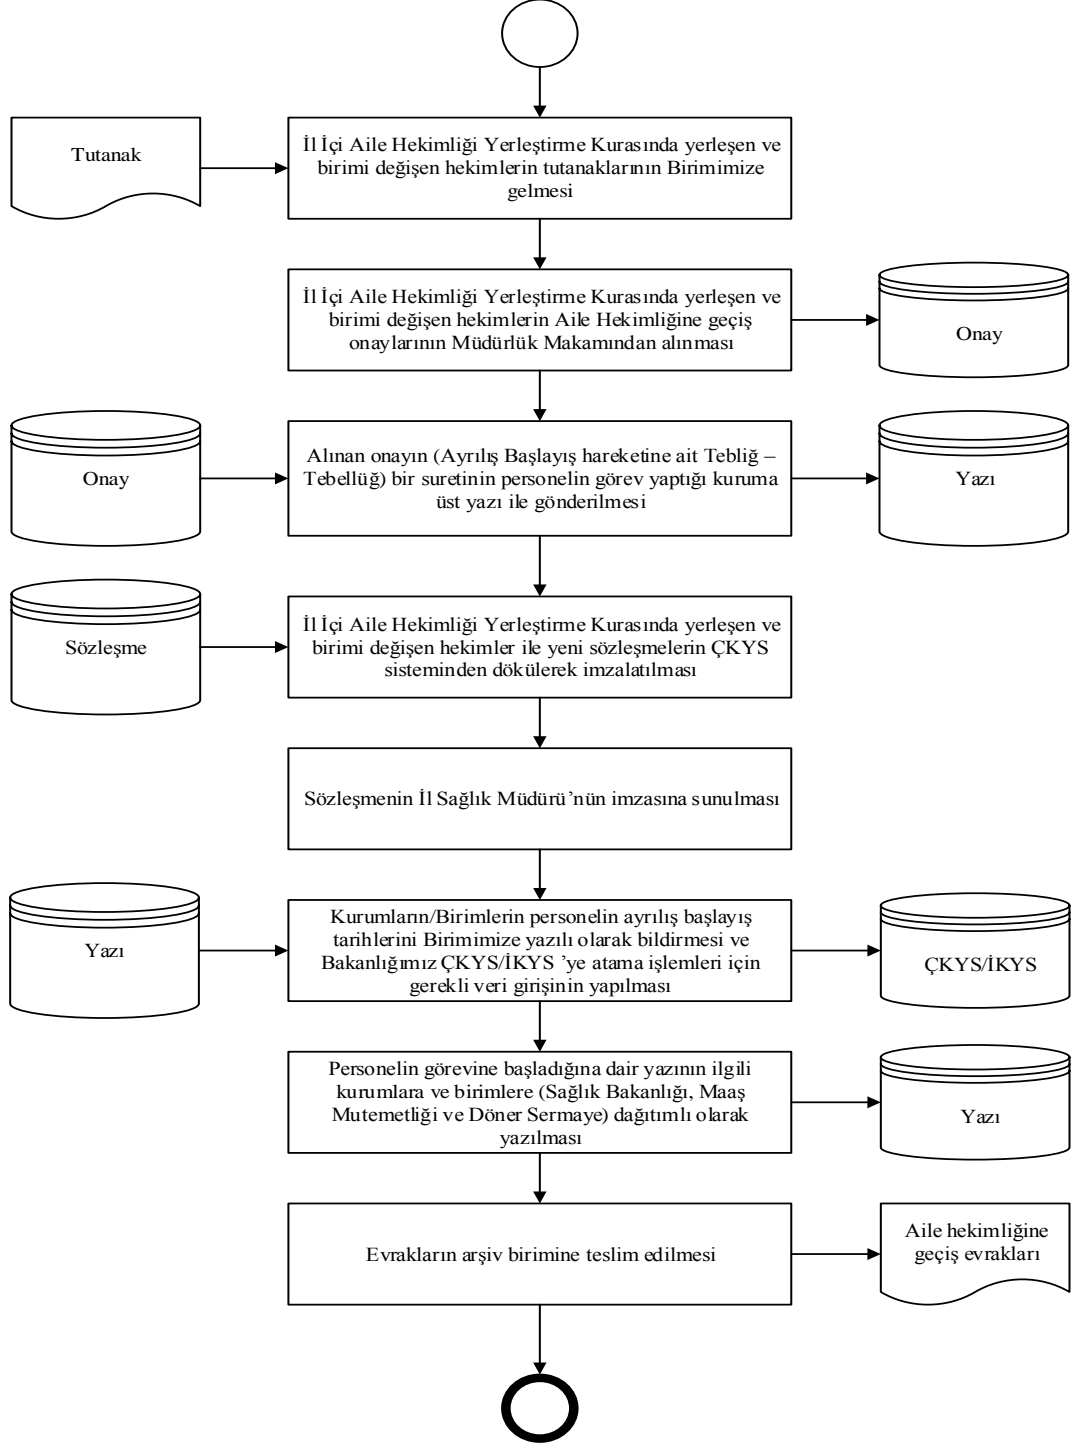 Tutanak
İl İçi Aile Hekimliği Yerleştirme Kurasında yerleşen ve
birimi değişen hekimlerin tutanaklarının Birimimize
gelmesi
İl İçi Aile Hekimliği Yerleştirme Kurasında yerleşen ve
birimi değişen hekimlerin Aile Hekimliğine geçiş
onaylarının Müdürlük Makamından alınması
Onay
Onay
Alınan onayın (Ayrılış Başlayış hareketine ait Tebliğ –
Tebellüğ) bir suretinin personelin görev yaptığı kuruma
üst yazı ile gönderilmesi
Yazı
Sözleşme
İl İçi Aile Hekimliği Yerleştirme Kurasında yerleşen ve
birimi değişen hekimler ile yeni sözleşmelerin ÇKYS
sisteminden dökülerek imzalatılması
Sözleşmenin İl Sağlık Müdürü’nün imzasına sunulması
Yazı
Kurumların/Birimlerin personelin ayrılış başlayış
tarihlerini Birimimize yazılı olarak bildirmesi ve
Bakanlığımız ÇKYS/İKYS ’ye atama işlemleri için
gerekli veri girişinin yapılması
ÇKYS/İKYS
Personelin görevine başladığına dair yazının ilgili
kurumlara ve birimlere (Sağlık Bakanlığı, Maaş
Mutemetliği ve Döner Sermaye) dağıtımlı olarak
yazılması
Yazı
Evrakların arşiv birimine teslim edilmesi
Aile hekimliğine
geçiş evrakları